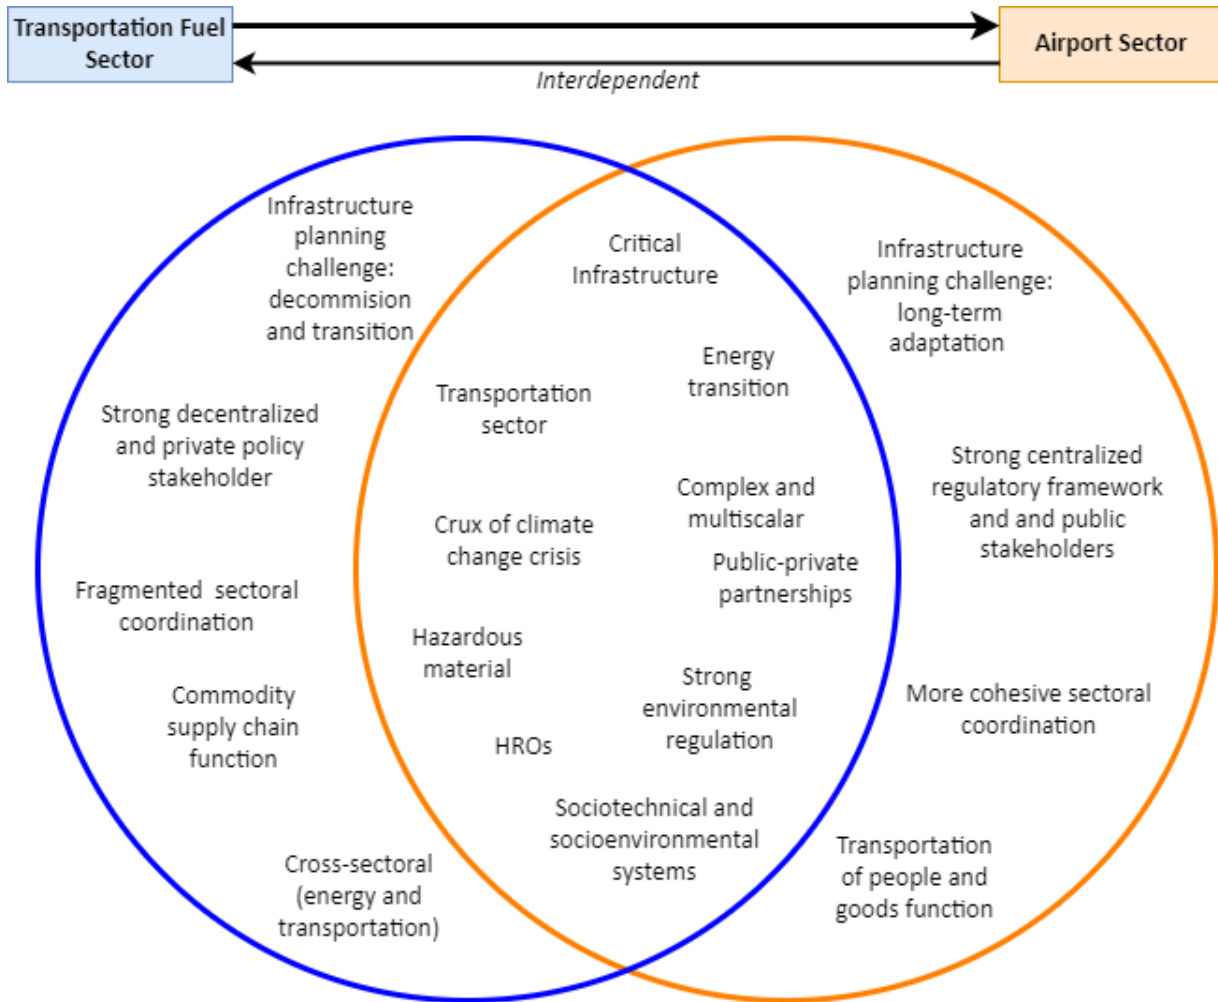 Transportation Fuel
Sector
Airport Sector
Interdependent
Infrastructure
planning
challenge:
decommision
and transition
Strong decentralized
and private policy
stakeholder
Fragmented sectoral
coordination
Commodity
supply chain
function
Cross-sectoral
(energy and
transportation)
Critical
Infrastructure
Energy
transition
Transportation
sector
Complex and
multiscalar
Crux of climate
change crisis
Public-private
partnerships
Hazardous
material
Strong
environmental
regulation
HROs
Sociotechnical and
socioenvironmental
systems
Infrastructure
planning challenge:
long-term
adaptation
Strong centralized
regulatory framework
and and public
stakeholders
More cohesive sectoral
coordination
Transportation
of people and
goods function